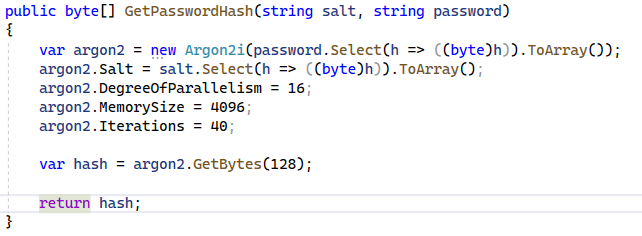 public byte[] GetPasswordHash(string salt, string password)
{
var argon2 = new Argon2i(password.Select(h => ((byte)h)).ToArray());
argon2.Salt = salt.Select(h => ((byte)h)).ToArray();
argon2.DegreeOfParallelism = 16;
argon2.MemorySize = 4096;
argon2.Iterations = 40;
var hash = argon2.GetBytes(128);
return hash;
}